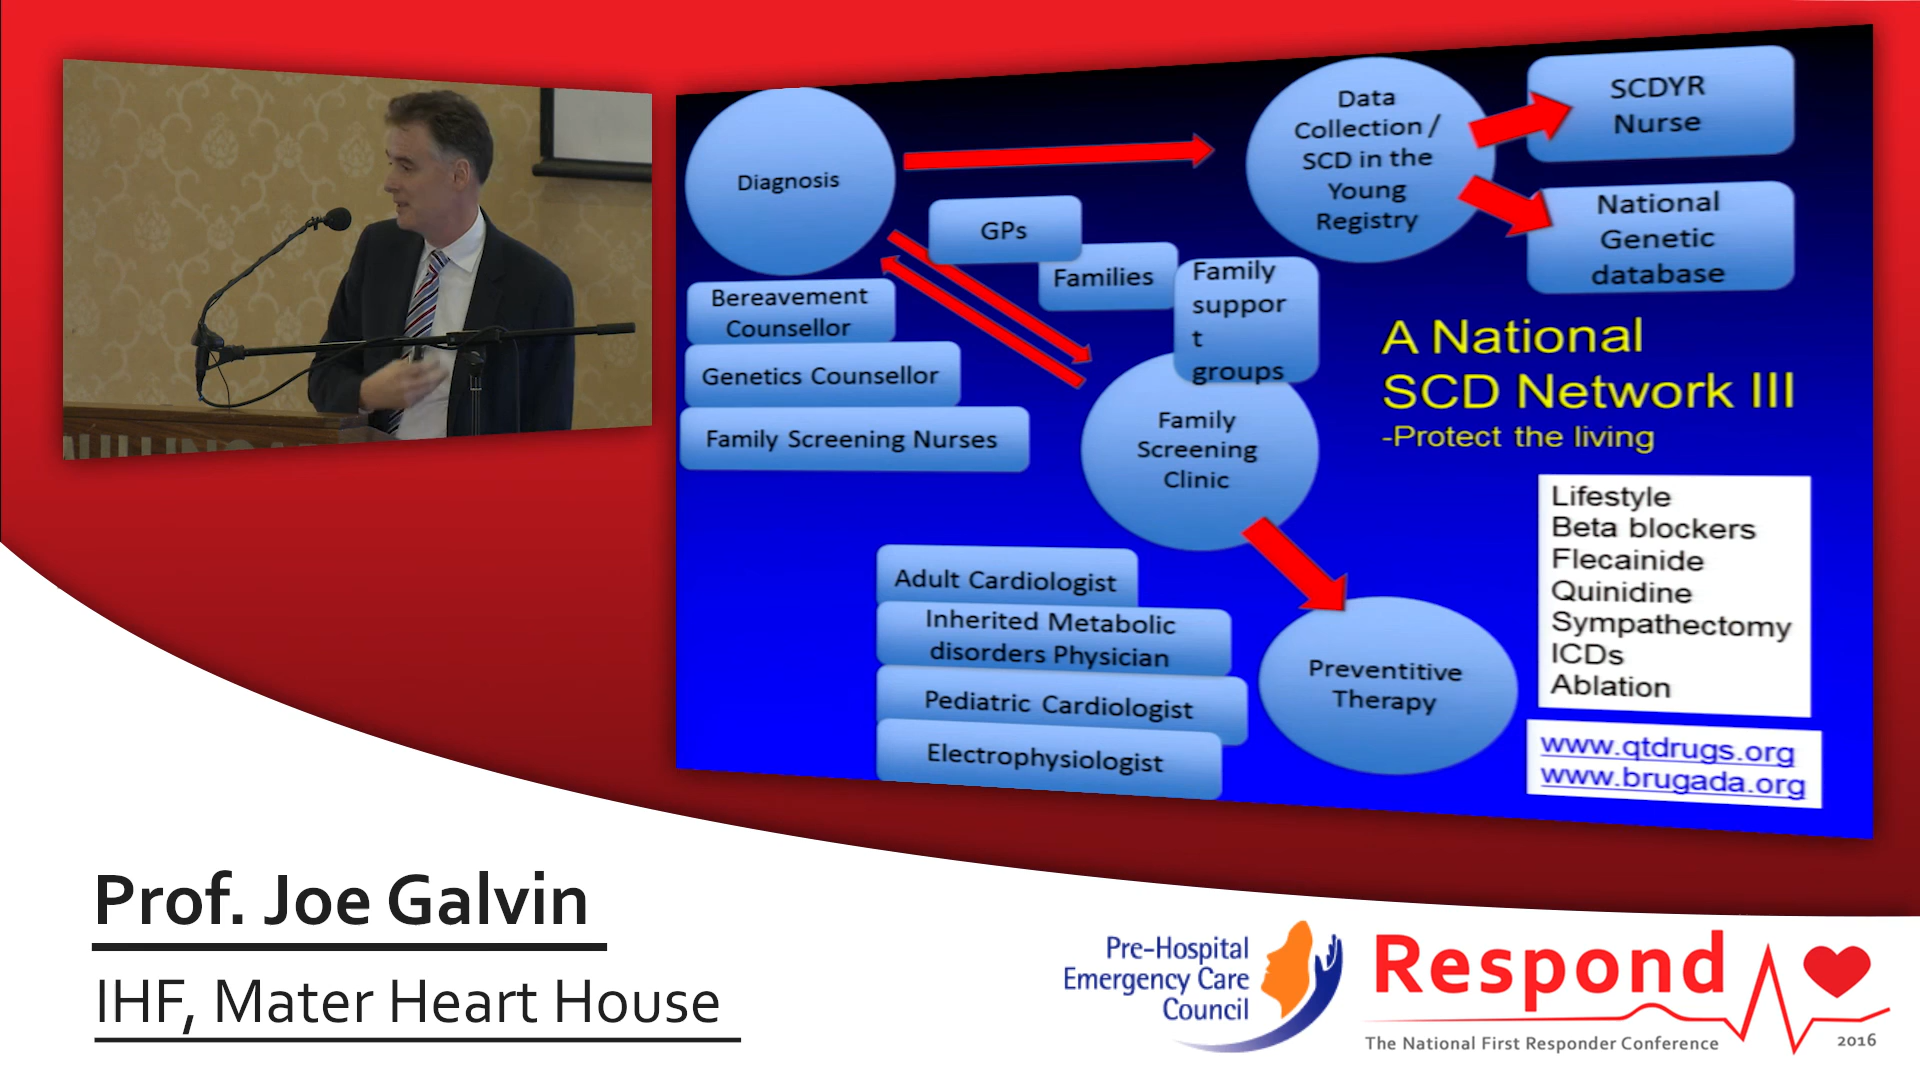 Diagnosis
Data
Collection /
SCD in the
Young
Registry
SCDYR
Nurse
National
Genetic
database
GPs
Families
Family
suppor
t
groups
Bereavement
Counsellor
Genetics Counsellor
Family Screening Nurses
Family
Screening
Clinic
A National
SCD Network III
-Protect the living
Lifestyle
Beta blockers
Flecainide
Quinidine
Sympathectomy
ICDs
Ablation
Adult Cardiologist
Inherited Metabolic
disorders Physician
Pediatric Cardiologist
Electrophysiologist
Preventitive
Therapy
www.qtdrugs.org
www.brugada.org
Prof. Joe Galvin
IHF, Mater Heart House
Pre-Hospital
Emergency Care
Council
Respond
The National First Responder Conference
2016